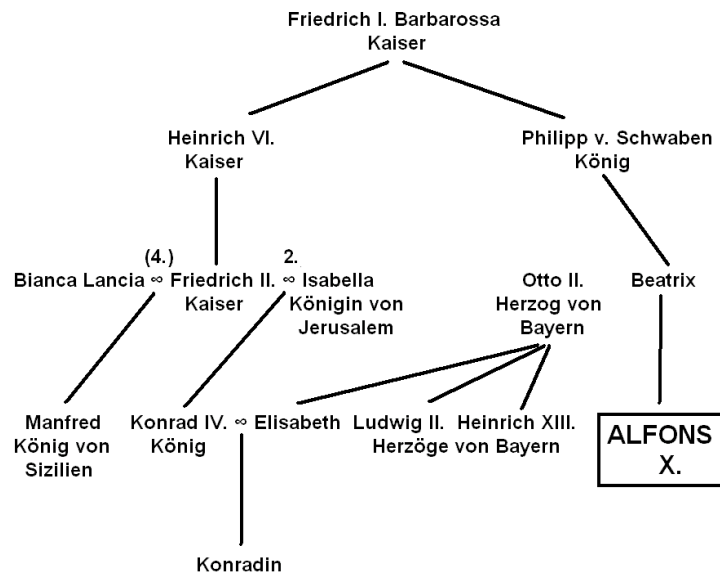 Friedrich I. Barbarossa
Kaiser
Heinrich VI.
Kaiser
Philipp v. Schwaben
König
(4.) 2.
Bianca Lancia ∞ Friedrich II. ∞ Isabella
Kaiser
Königin von
Jerusalem
Otto II.
Herzog von
Bayern
Beatrix
Manfred
König von
Sizilien
Konrad IV. ∞ Elisabeth
König
Ludwig II. Heinrich XIII.
Herzöge von Bayern
ALFONS
X.
Konradin